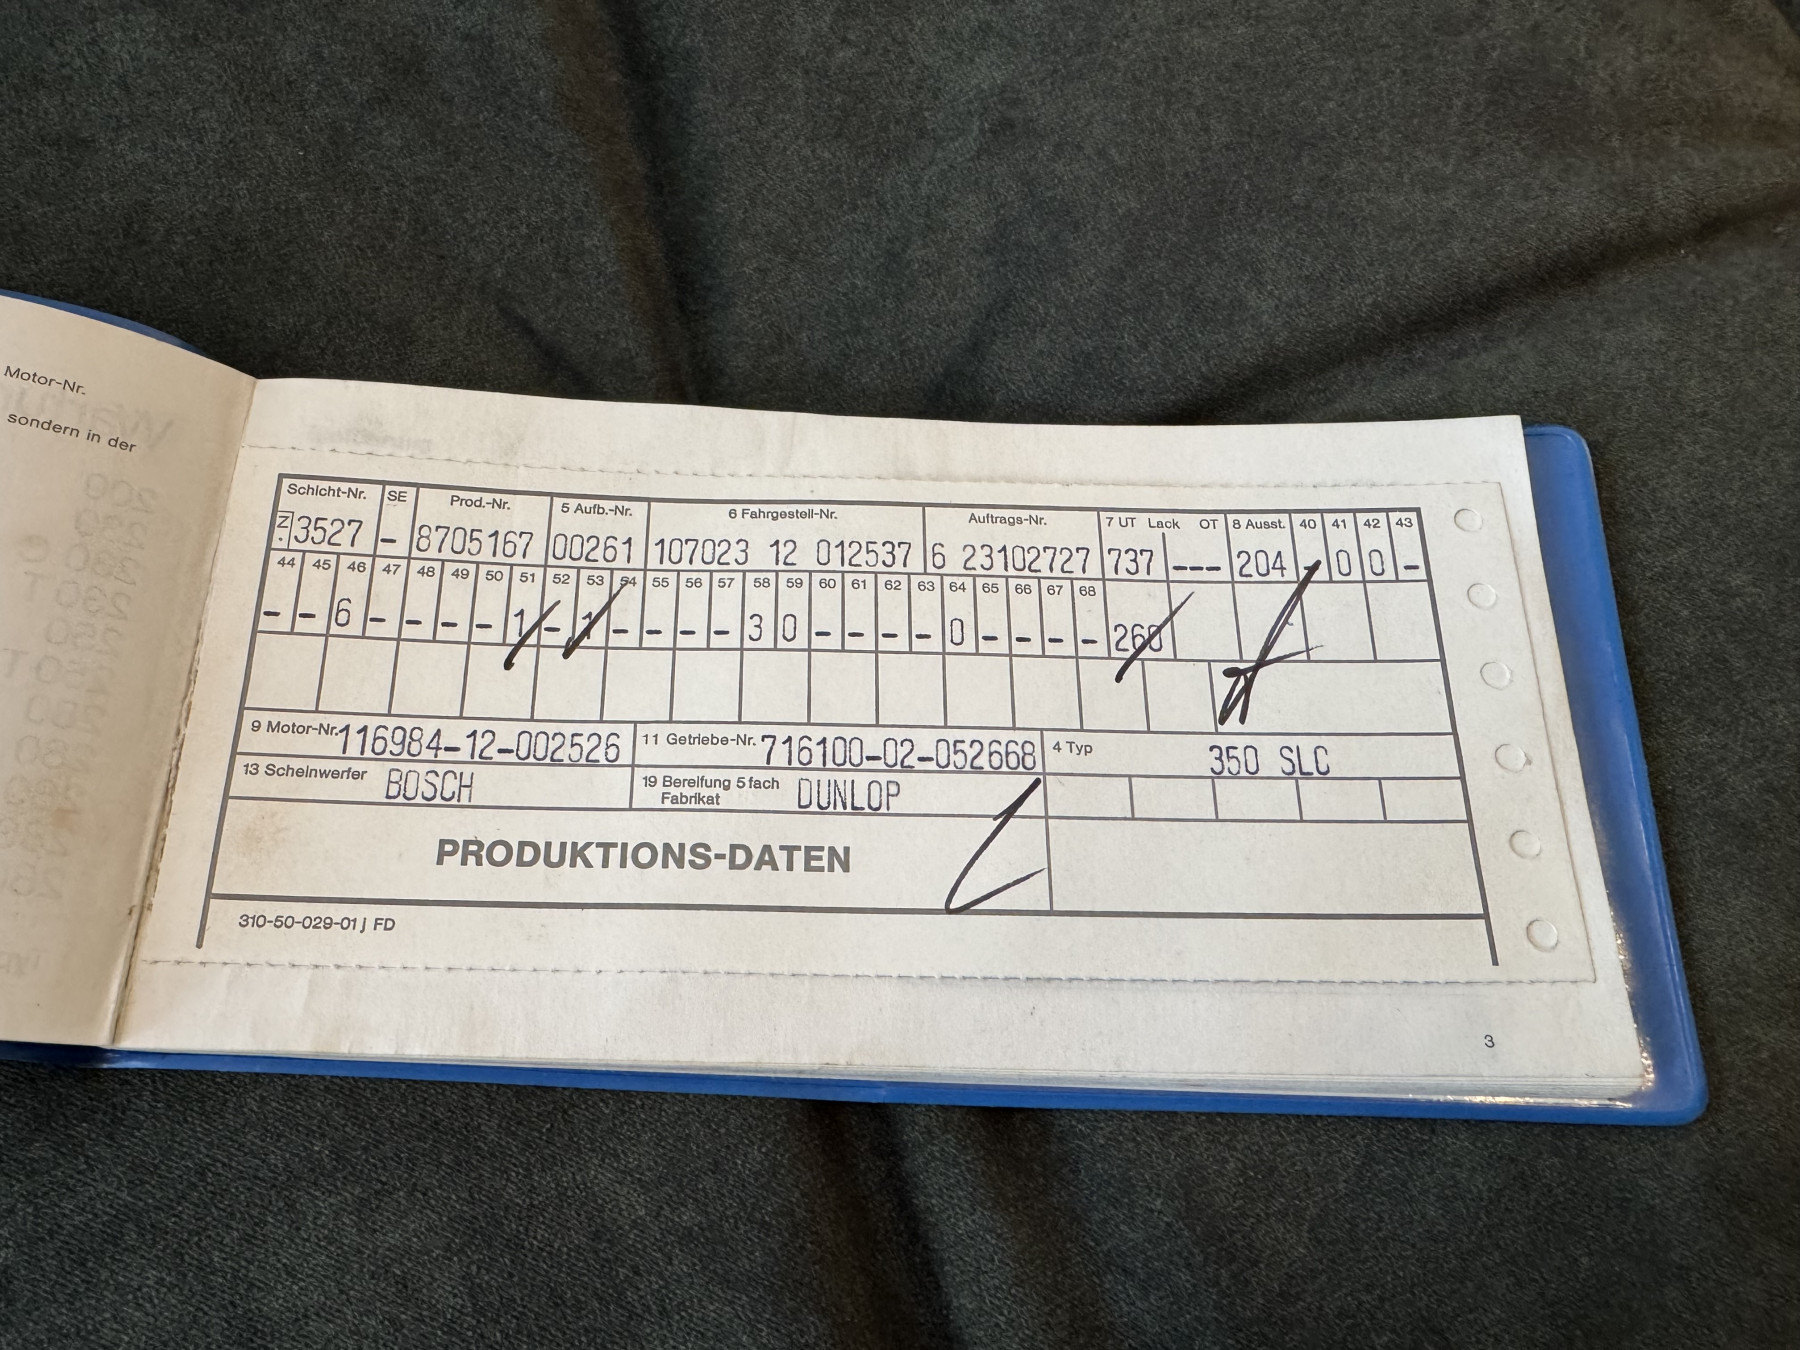 Motor-Nr.
sondern in der
Schicht-Nr. SE Prod.-Nr. 5 Aufb.-Nr. 6 Fahrgestell-Nr. Auftrags-Nr. 7 UT Lack OT 8 Ausst. 40 41 42 43
Z. 3527 - 8705167 00261 107023 12 012537 6 23102727 737 --- 204 - 0 0 -
44 45 46 47 48 49 50 51 52 53 54 55 56 57 58 59 60 61 62 63 64 65 66 67 68
- - 6 - - - - 1 - 1 - - - - 3 0 - - - - 0 - - - - 260
9 Motor-Nr. 116984-12-002526 11 Getriebe-Nr. 716100-02-052668 4 Typ 350 SLC
13 Scheinwerfer BOSCH 19 Bereifung 5fach DUNLOP
Fabrikat
PRODUKTIONS-DATEN
310-50-029-01j FD
3